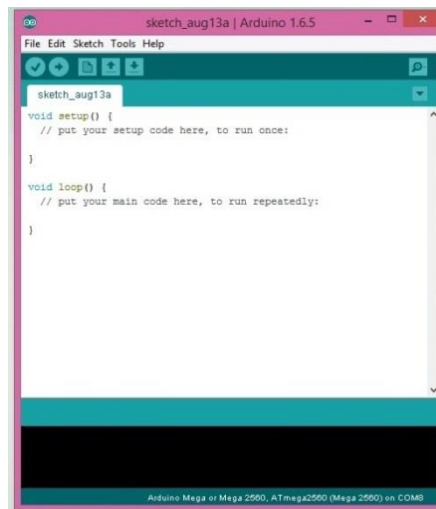 sketch_aug13a | Arduino 1.6.5
File Edit Sketch Tools Help
sketch_aug13a
void setup() {
  // put your setup code here, to run once:
}
void loop() {
  // put your main code here, to run repeatedly:
}
Arduino Mega or Mega 2560, ATmega2560 (Mega 2560) on COM8